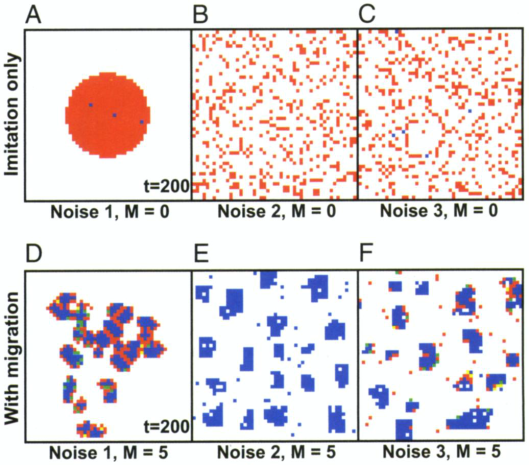 A
B
C
Imitation only
t=200
Noise 1, M = 0
Noise 2, M = 0
Noise 3, M = 0
D
E
F
With migration
t=200
Noise 1, M = 5
Noise 2, M = 5
Noise 3, M = 5